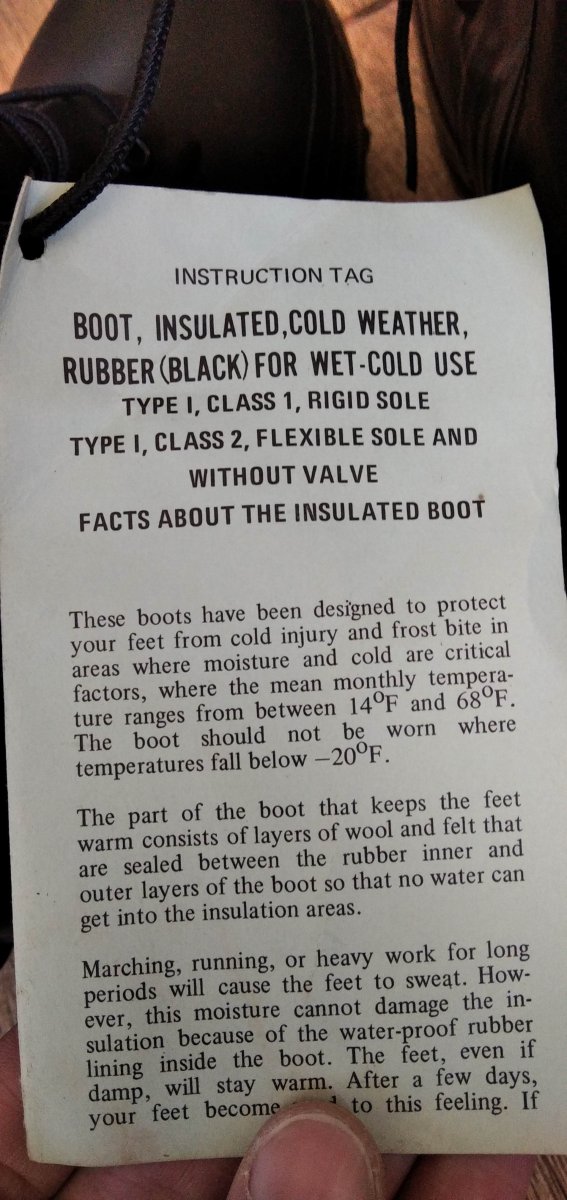 INSTRUCTION TAG
BOOT, INSULATED,COLD WEATHER,
RUBBER (BLACK) FOR WET-COLD USE
TYPE I, CLASS 1, RIGID SOLE
TYPE I, CLASS 2, FLEXIBLE SOLE AND
WITHOUT VALVE
FACTS ABOUT THE INSULATED BOOT
These boots have been designed to protect
your feet from cold injury and frost bite in
areas where moisture and cold are critical
factors, where the mean monthly tempera-
ture ranges from between 14°F and 68°F.
The boot should not be worn where
temperatures fall below —20°F.
The part of the boot that keeps the feet
warm consists of layers of wool and felt that
are sealed between the rubber inner and
outer layers of the boot so that no water can
get into the insulation areas.
Marching, running, or heavy work for long
periods will cause the feet to sweat. How-
ever, this moisture cannot damage the in-
sulation because of the water-proof rubber
lining inside the boot. The feet, even if
damp, will stay warm. After a few days,
your feet become to this feeling. If